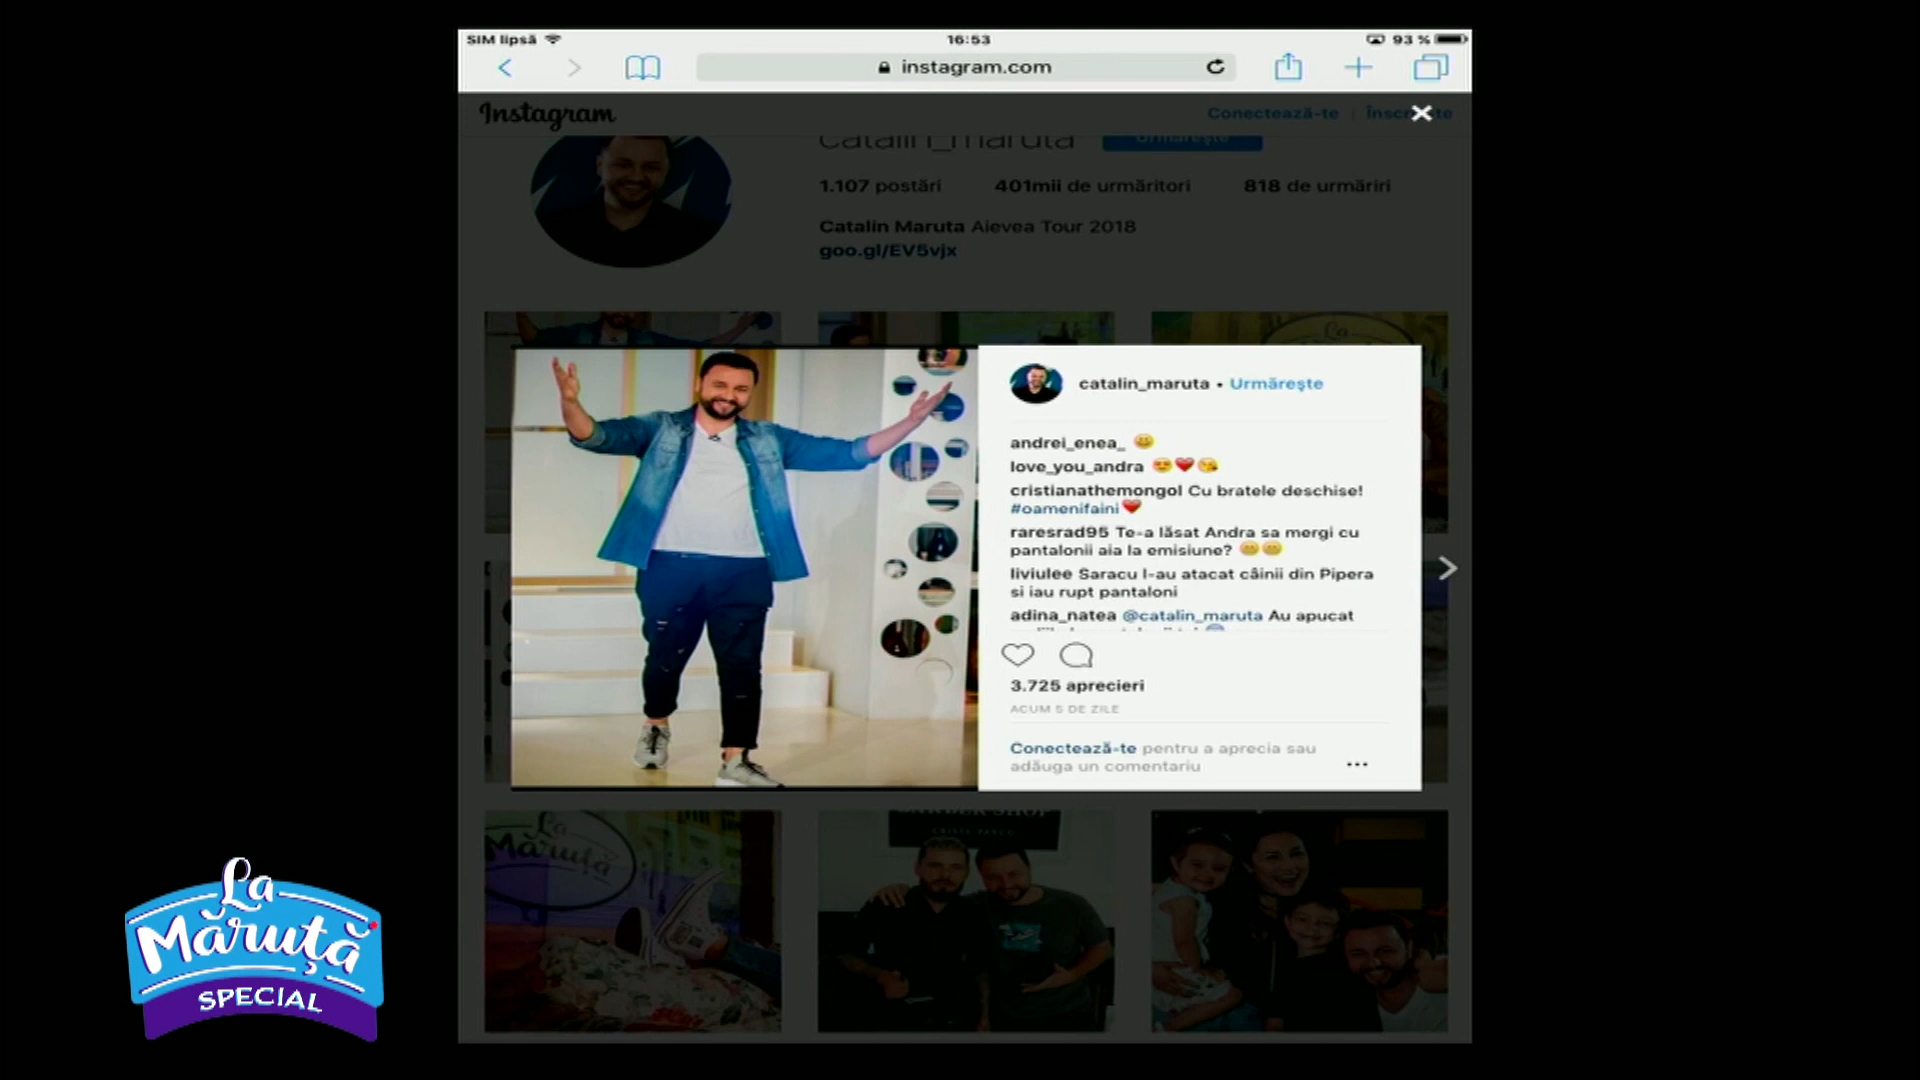 SIM lipsă
16:53
93 %
instagram.com
Instagram
Conectează-te
Catalin_maruta
Urmărește
1.107 postări
401mii de urmăritori
818 de urmăriri
Catalin Maruta Aievea Tour 2018
goo.gl/EV5vjx
catalin_maruta • Urmărește
andrei_enea_ 😀
love_you_andra 😍❤️😘
cristianathemongol Cu bratele deschise!
#oamenifaini❤️
raresrad95 Te-a lăsat Andra sa mergi cu
pantalonii aia la emisiune? 😁😁
liviulee Saracu l-au atacat câinii din Pipera
si iau rupt pantaloni
adina_natea @catalin_maruta Au apucat
3.725 aprecieri
ACUM 5 DE ZILE
Conectează-te pentru a aprecia sau
adăuga un comentariu
La
Măruță
La
Măruță
SPECIAL